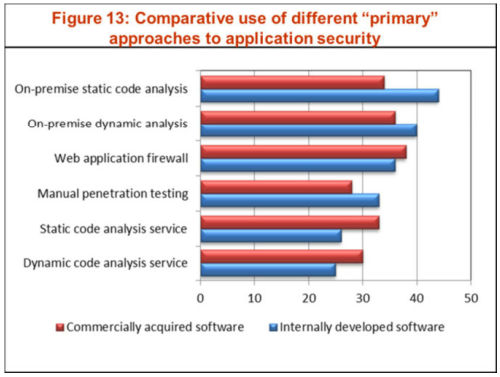 Figure 13: Comparative use of different “primary”
approaches to application security
On-premise static code analysis
On-premise dynamic analysis
Web application firewall
Manual penetration testing
Static code analysis service
Dynamic code analysis service
0 10 20 30 40 50
Commercially acquired software Internally developed software